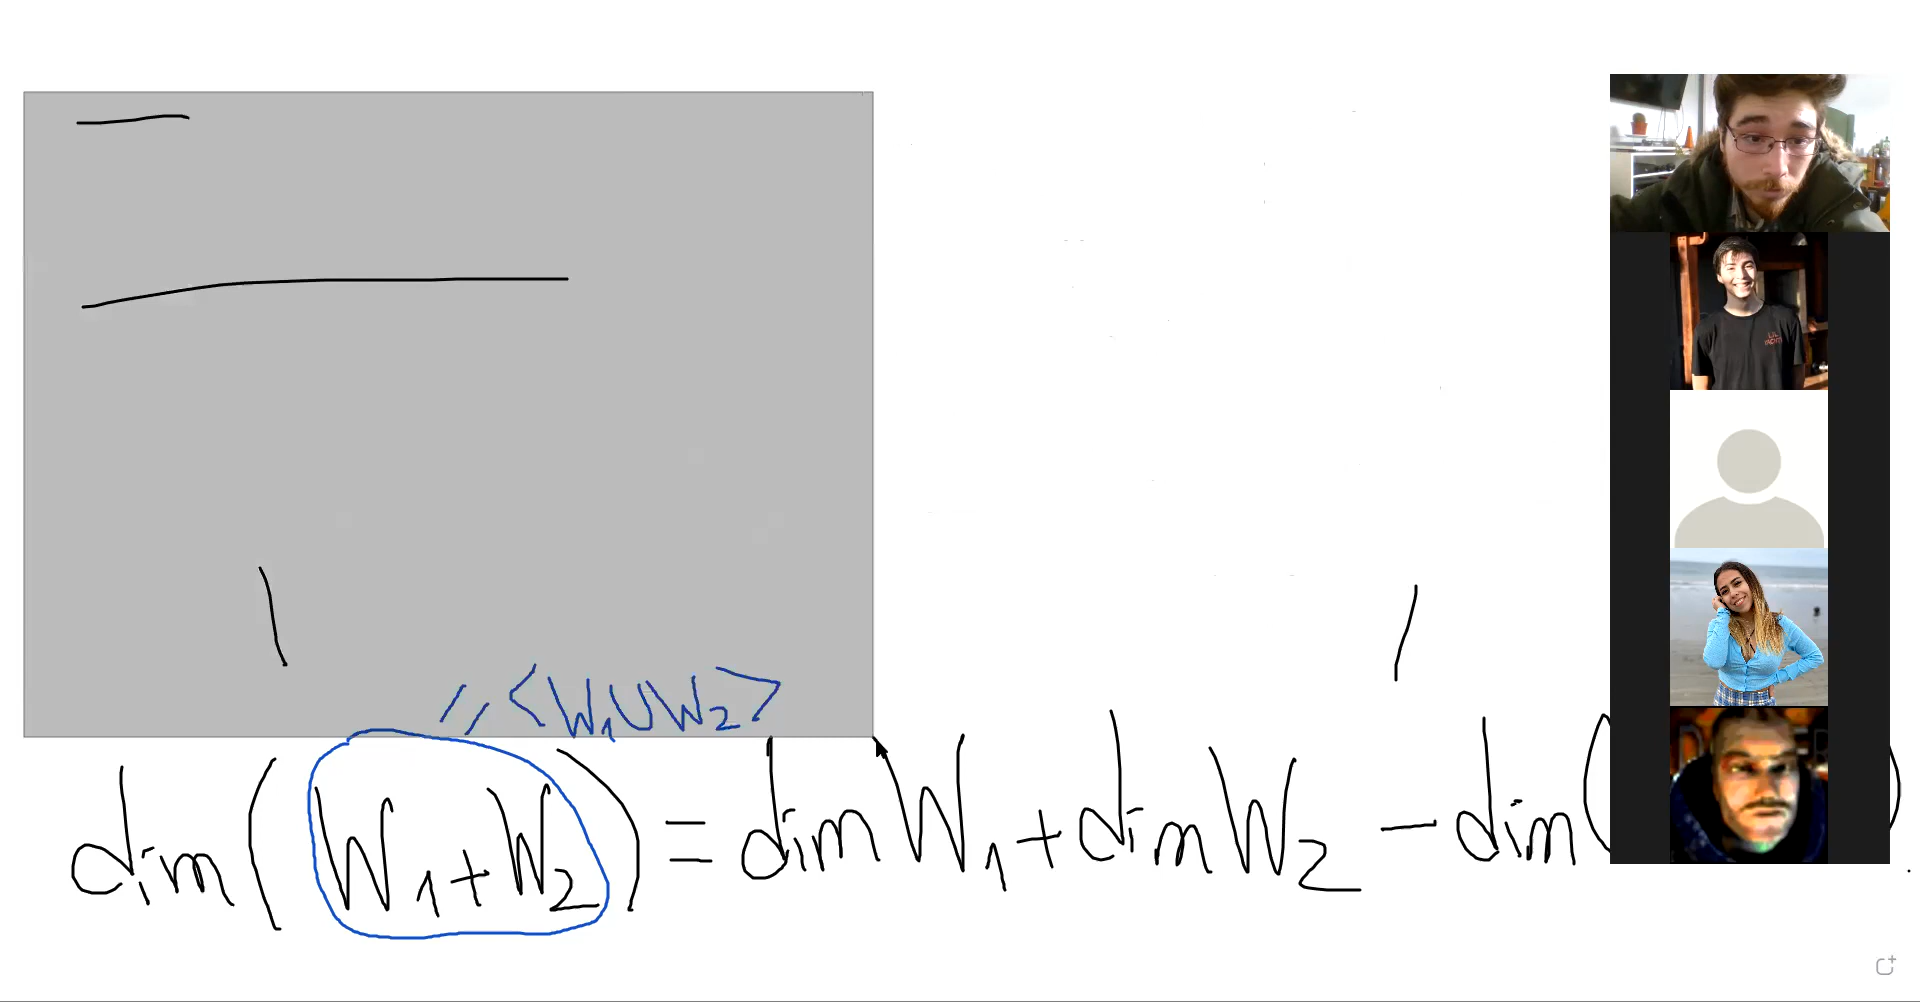 = <W₁∪W₂>
dim(W₁+W₂) = dim W₁ + dim W₂ - dim(